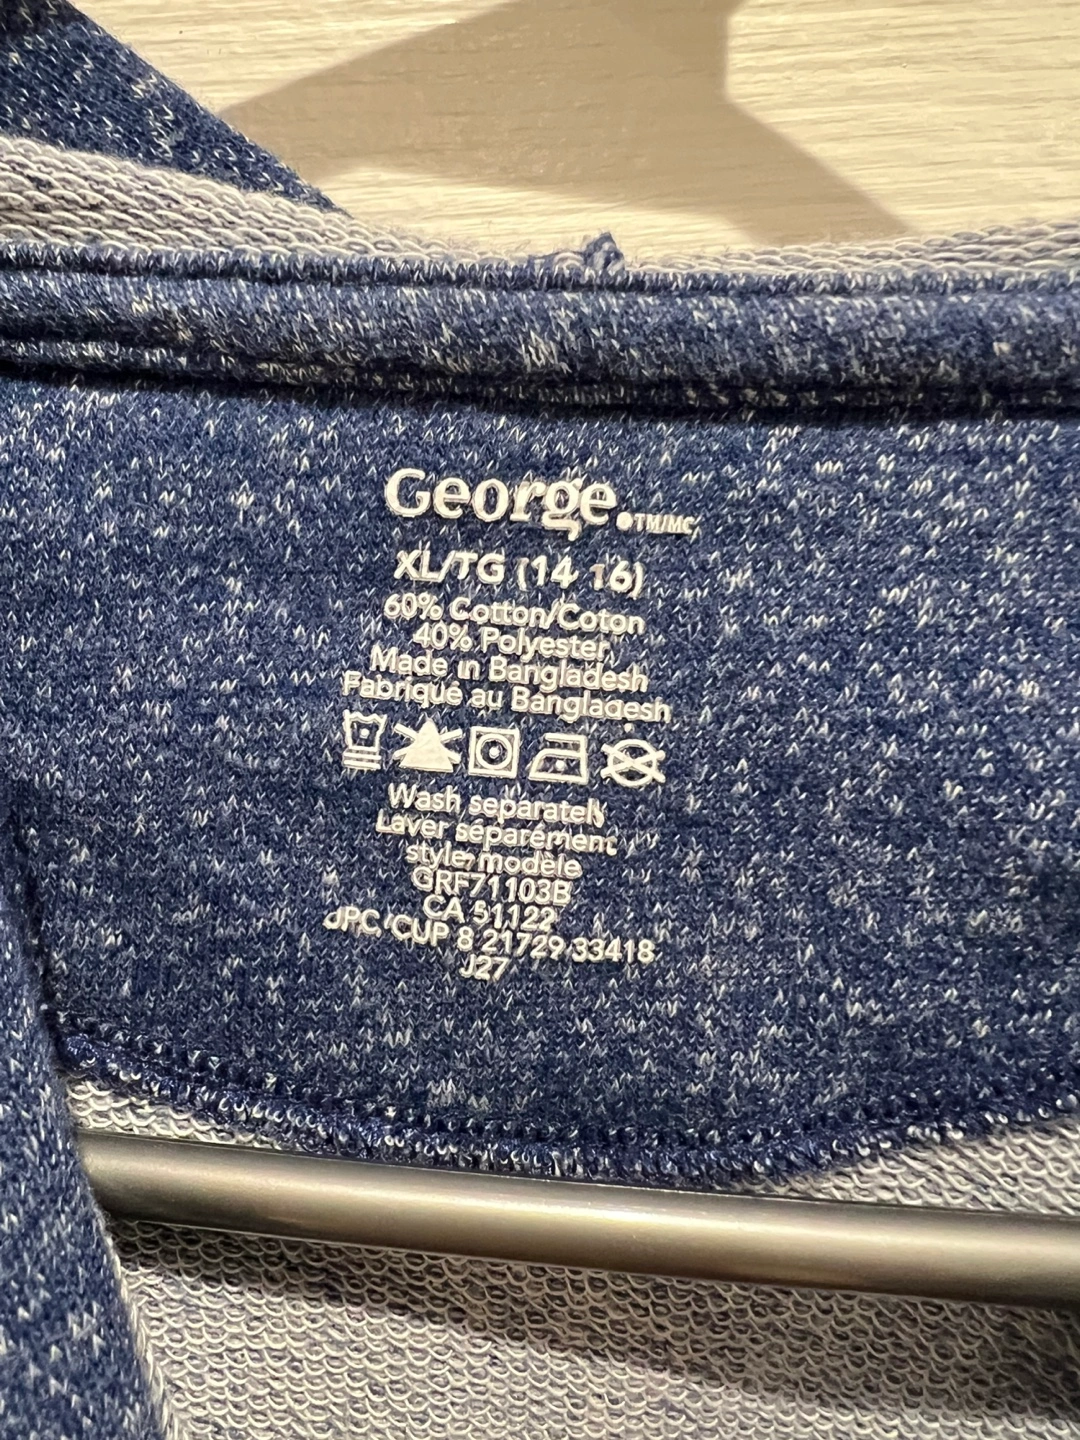 George. TM/MC
XL/TG (14 16)
60% Cotton/Coton
40% Polyester
Made in Bangladesh
Fabriqué au Bangladesh
Wash separately
Laver séparément
style/modèle
GRF71103B
CA 51122
UPC/CUP 8 21729 33418
J27